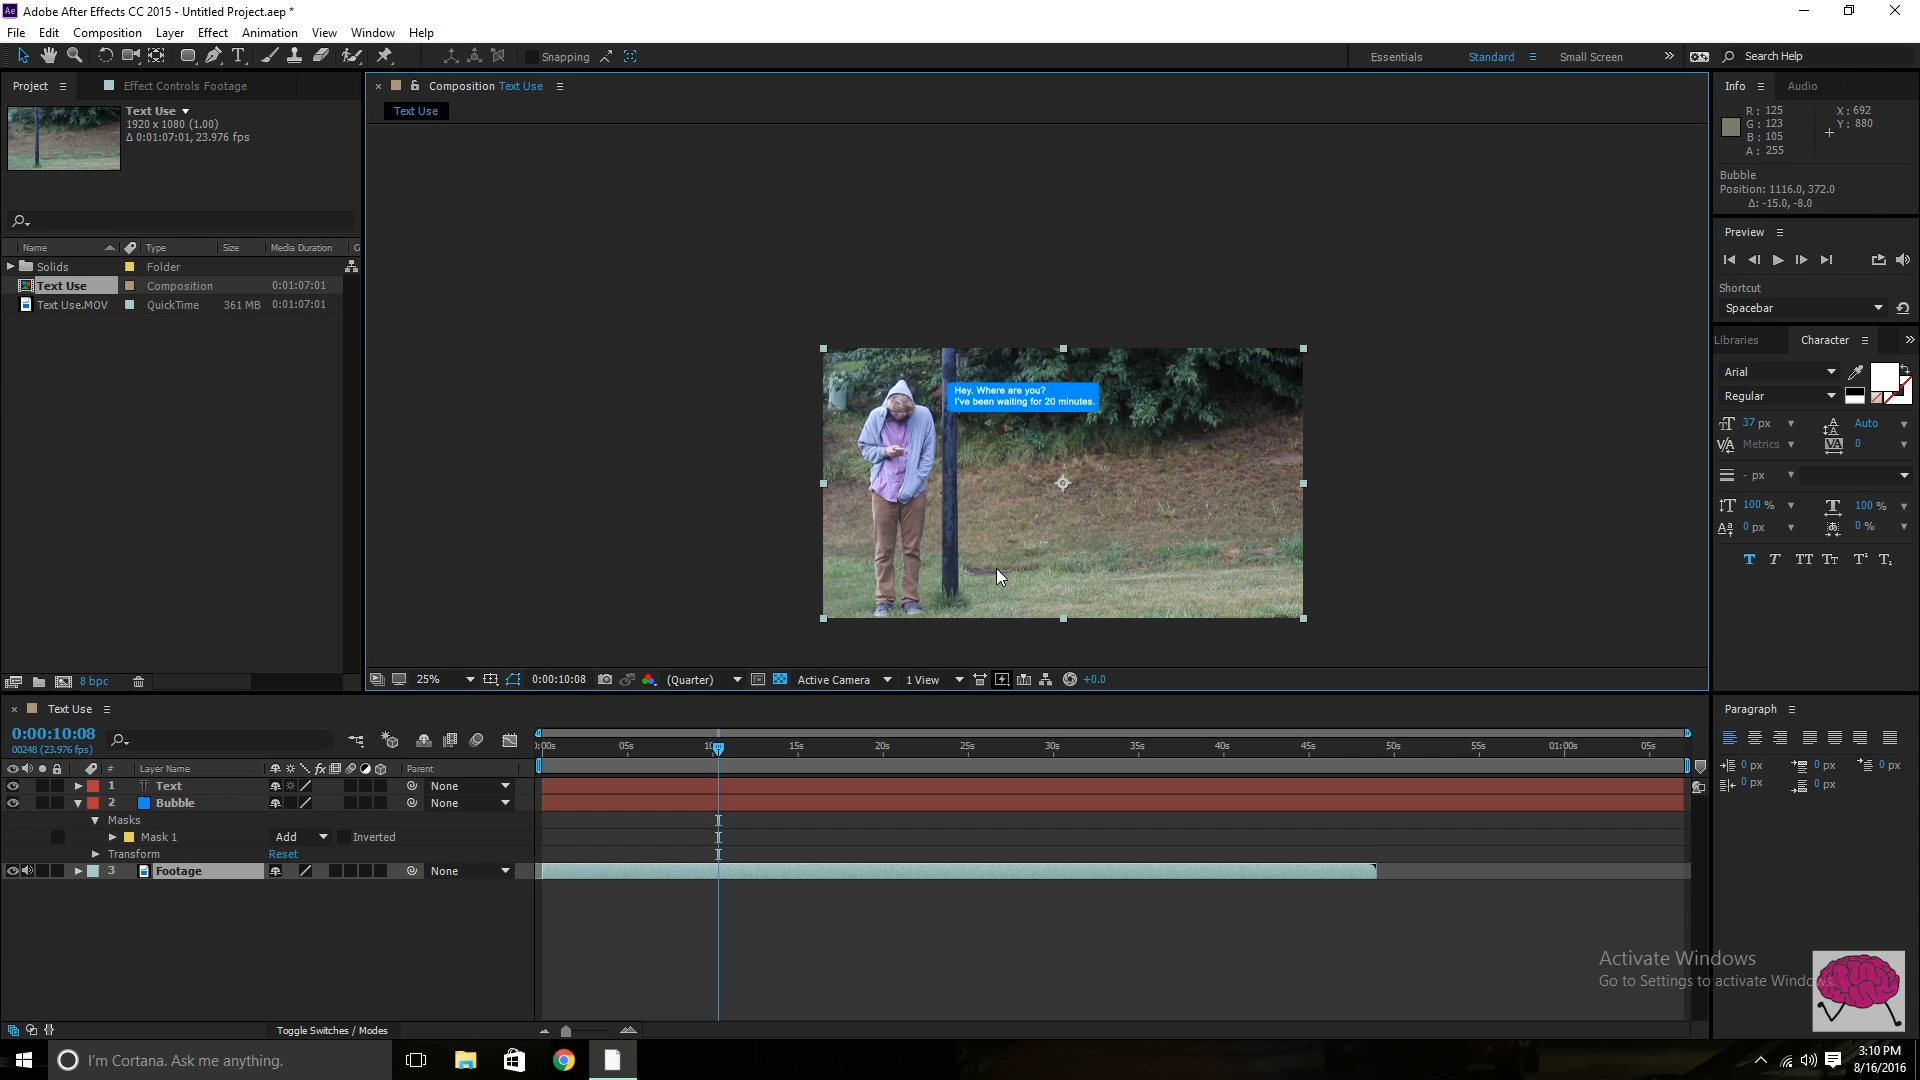 Adobe After Effects CC 2015 - Untitled Project.aep *
File Edit Composition Layer Effect Animation View Window Help
Snapping
Essentials Standard Small Screen Search Help
Project Effect Controls Footage
Text Use
1920 x 1080 (1.00)
Δ 0:01:07:01, 23.976 fps
Name Type Size Media Duration
Solids Folder
Text Use Composition 0:01:07:01
Text Use.MOV QuickTime 361 MB 0:01:07:01
8 bpc
Composition Text Use
Text Use
Hey. Where are you?
I've been waiting for 20 minutes.
25% 0:00:10:08 (Quarter) Active Camera 1 View +0.0
Info Audio
R: 125
G: 123
B: 105
A: 255
X: 692
Y: 880
Bubble
Position: 1116.0, 372.0
Δ: -15.0, -8.0
Preview
Shortcut
Spacebar
Libraries Character
Arial
Regular
37 px Auto
Metrics 0
- px
100 % 100 %
0 px 0 %
Paragraph
0 px 0 px 0 px
0 px 0 px
Text Use
0:00:10:08
00248 (23.976 fps)
:00s 05s 10s 15s 20s 25s 30s 35s 40s 45s 50s 55s 01:00s 05s
# Layer Name Parent
1 Text None
2 Bubble None
Masks
Mask 1 Add Inverted
Transform Reset
3 Footage None
Toggle Switches / Modes
Activate Windows
Go to Settings to activate Windows.
I'm Cortana. Ask me anything.
3:10 PM
8/16/2016